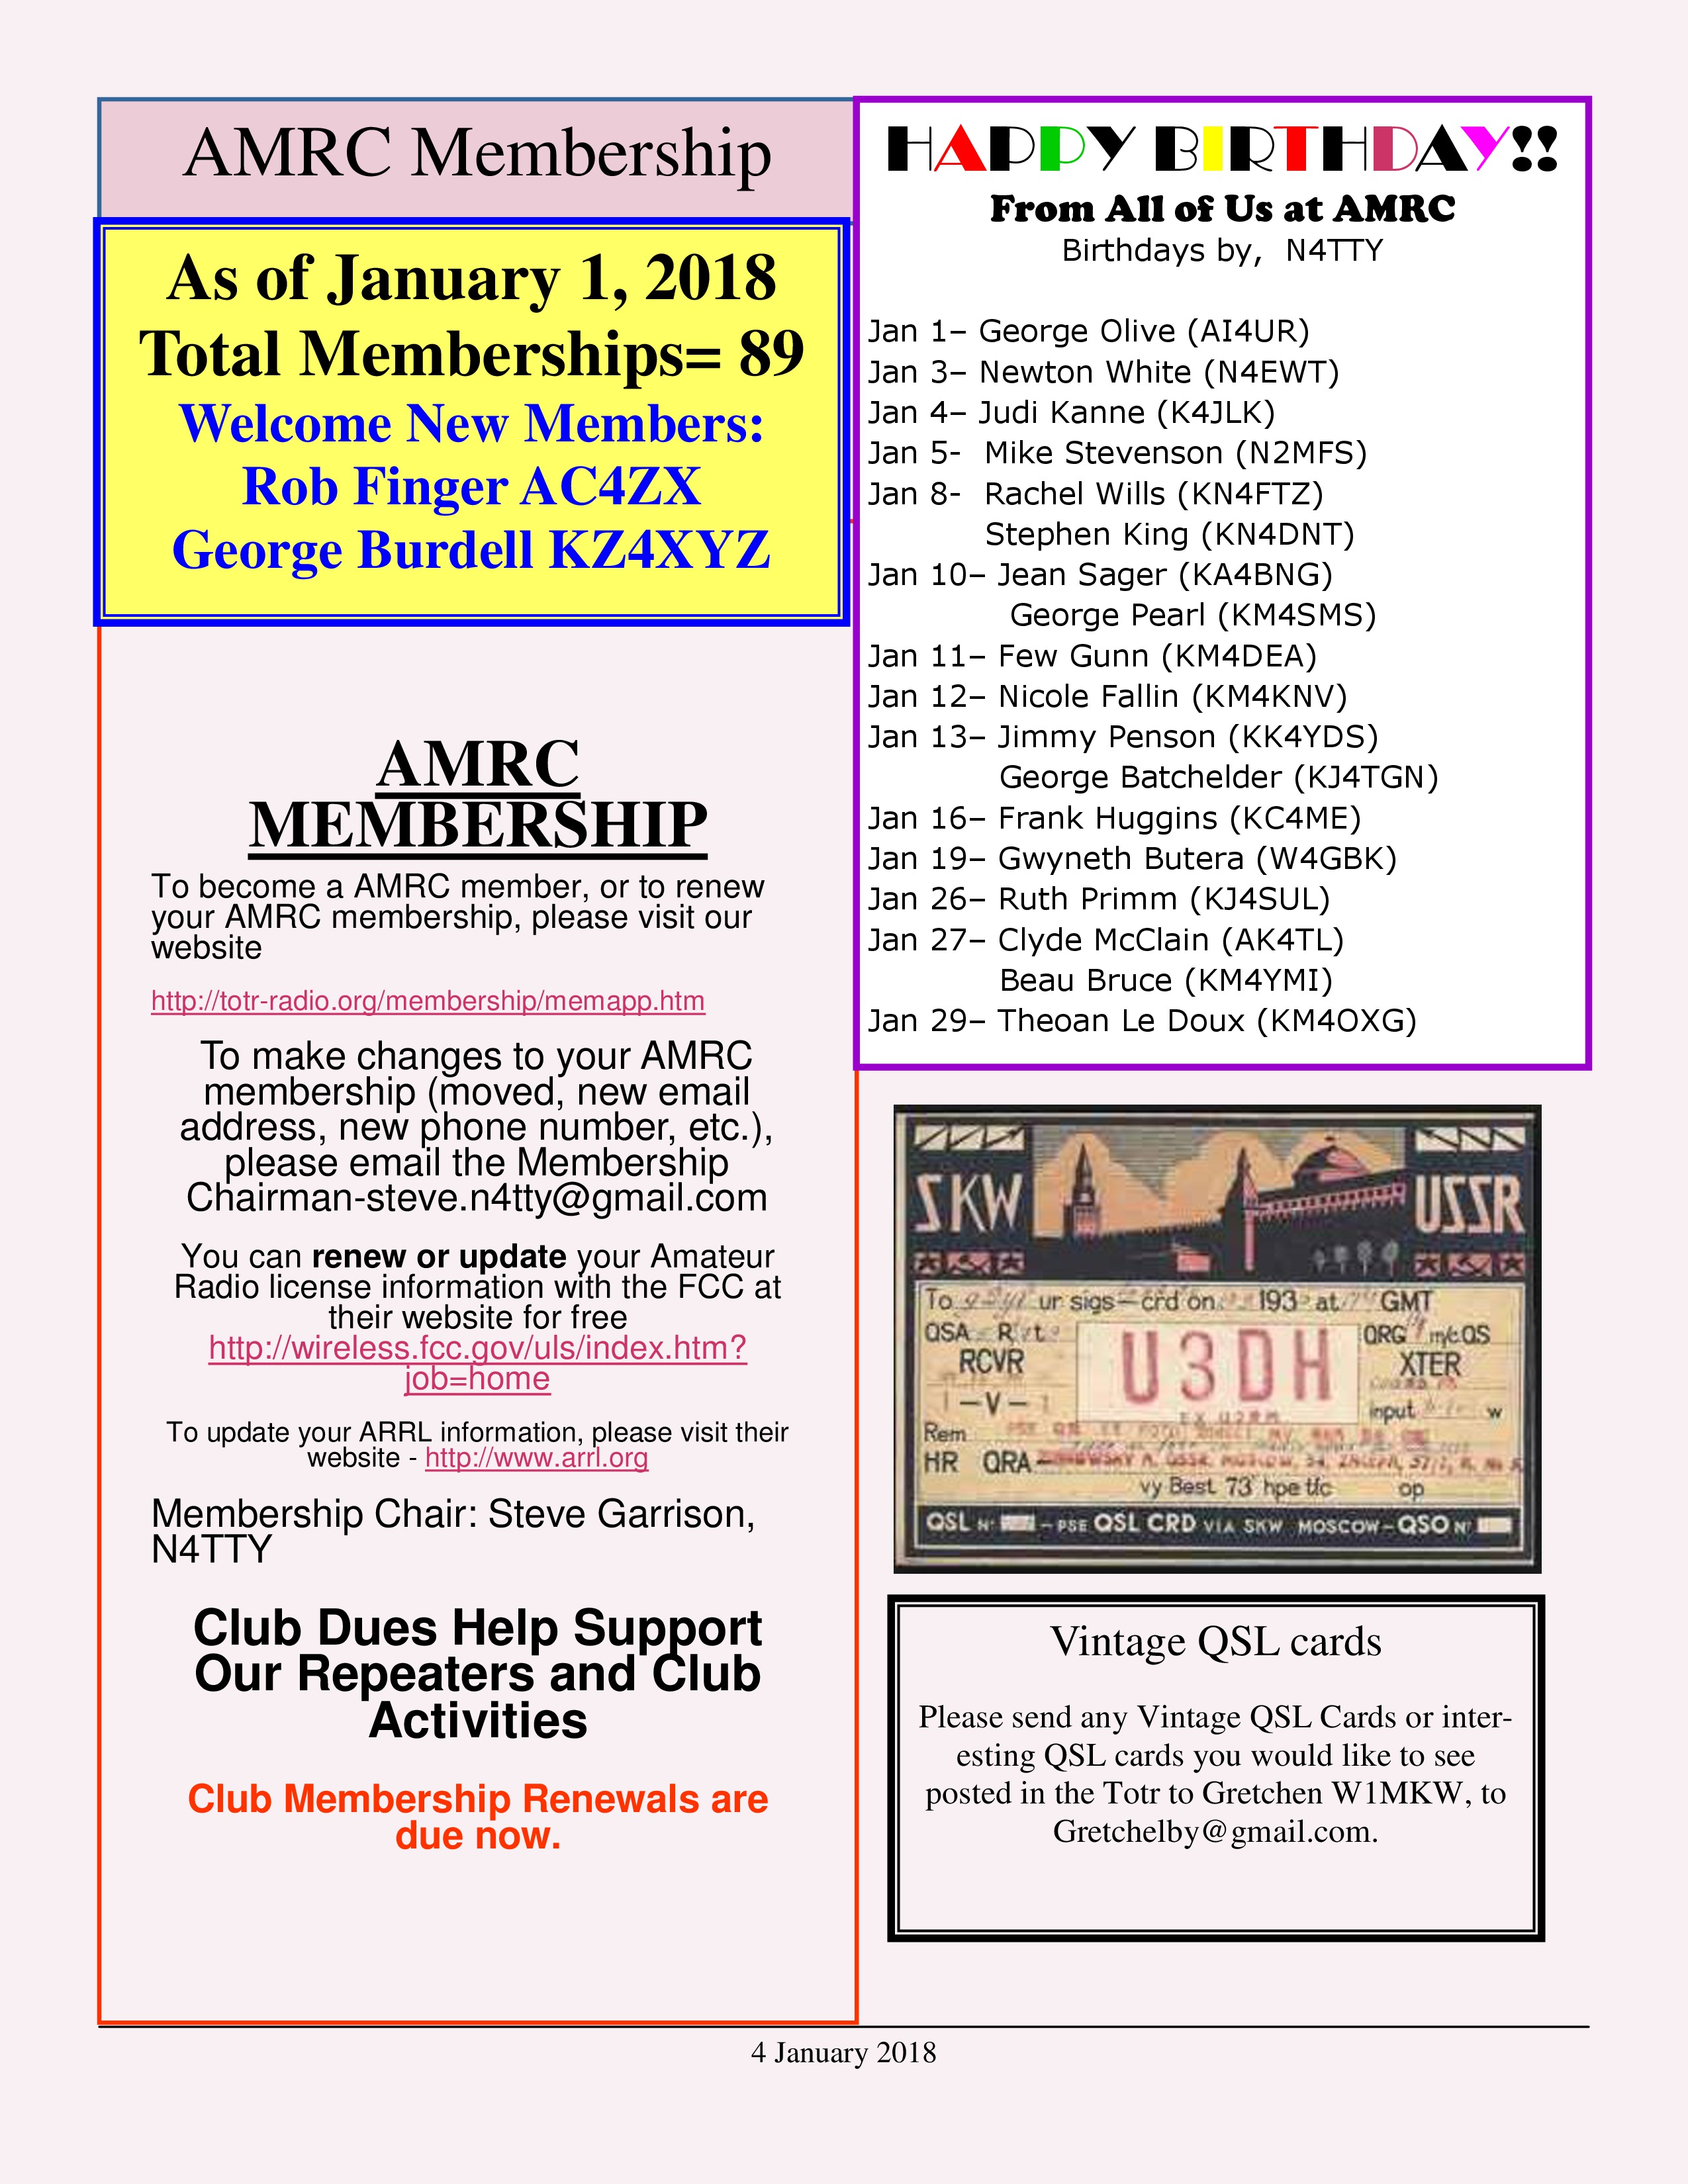 AMRC Membership
As of January 1, 2018
Total Memberships= 89
Welcome New Members:
Rob Finger AC4ZX
George Burdell KZ4XYZ
AMRC
MEMBERSHIP
To become a AMRC member, or to renew
your AMRC membership, please visit our
website
http://totr-radio.org/membership/memapp.htm
To make changes to your AMRC
membership (moved, new email
address, new phone number, etc.),
please email the Membership
Chairman-steve.n4tty@gmail.com
You can renew or update your Amateur
Radio license information with the FCC at
their website for free
http://wireless.fcc.gov/uls/index.htm?
job=home
To update your ARRL information, please visit their
website - http://www.arrl.org
Membership Chair: Steve Garrison,
N4TTY
Club Dues Help Support
Our Repeaters and Club
Activities
Club Membership Renewals are
due now.
HAPPY BIRTHDAY!!
From All of Us at AMRC
Birthdays by,  N4TTY
Jan 1– George Olive (AI4UR)
Jan 3– Newton White (N4EWT)
Jan 4– Judi Kanne (K4JLK)
Jan 5-  Mike Stevenson (N2MFS)
Jan 8-  Rachel Wills (KN4FTZ)
Stephen King (KN4DNT)
Jan 10– Jean Sager (KA4BNG)
George Pearl (KM4SMS)
Jan 11– Few Gunn (KM4DEA)
Jan 12– Nicole Fallin (KM4KNV)
Jan 13– Jimmy Penson (KK4YDS)
George Batchelder (KJ4TGN)
Jan 16– Frank Huggins (KC4ME)
Jan 19– Gwyneth Butera (W4GBK)
Jan 26– Ruth Primm (KJ4SUL)
Jan 27– Clyde McClain (AK4TL)
Beau Bruce (KM4YMI)
Jan 29– Theoan Le Doux (KM4OXG)
SKW USSR
To ur sigs–crd on 193 at GMT
QSA R t QRG m/c QS
RCVR U3DH XTER
–V– input w
Rem
HR QRA– MOSCOW,
vy Best 73 hpe tfc op
QSL Nº – PSE QSL CRD VIA SKW MOSCOW – QSO Nº
Vintage QSL cards
Please send any Vintage QSL Cards or inter-
esting QSL cards you would like to see
posted in the Totr to Gretchen W1MKW, to
Gretchelby@gmail.com.
4 January 2018